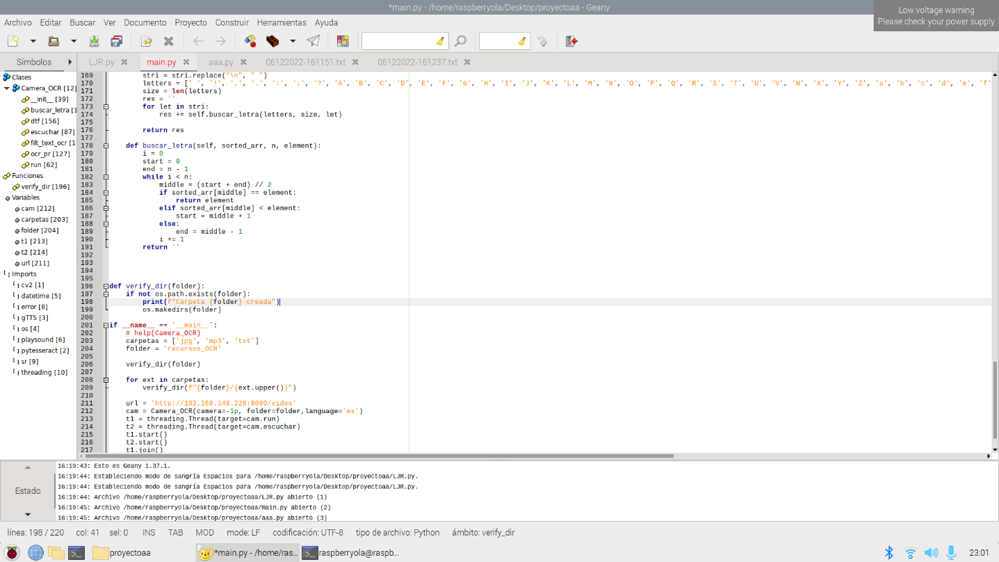 *main.py - /home/raspberryola/Desktop/proyectoaa - Geany
Low voltage warning
Please check your power supply
Archivo Editar Buscar Ver Documento Proyecto Construir Herramientas Ayuda
Símbolos LJR.py main.py aaa.py 06122022-161151.txt 06122022-161237.txt
Clases
Camera_OCR [12]
__init__ [39]
buscar_letra [1
dtf [156]
escuchar [87]
filt_text_ocr [1
ocr_pr [127]
run [62]
Funciones
verify_dir [196]
Variables
cam [212]
carpetas [203]
folder [204]
t1 [213]
t2 [214]
url [211]
Imports
cv2 [1]
datetime [5]
error [8]
gTTS [3]
os [4]
playsound [6]
pytesseract [2]
sr [9]
threading [10]
169 stri = stri.replace("\n", " ")
170 letters = [' ', '!', ',', '.', ':', ';', '?', 'A', 'B', 'C', 'D', 'E', 'F', 'G', 'H', 'I', 'J', 'K', 'L', 'M', 'N', 'O', 'P', 'Q', 'R', 'S', 'T', 'U', 'V', 'W', 'X', 'Y', 'Z', 'a', 'b', 'c', 'd', 'e', 'f'
171 size = len(letters)
172 res = ''
173 for let in stri:
174 res += self.buscar_letra(letters, size, let)
175
176 return res
177
178 def buscar_letra(self, sorted_arr, n, element):
179 i = 0
180 start = 0
181 end = n - 1
182 while i < n:
183 middle = (start + end) // 2
184 if sorted_arr[middle] == element:
185 return element
186 elif sorted_arr[middle] < element:
187 start = middle + 1
188 else:
189 end = middle - 1
190 i += 1
191 return ''
192
193
194
195
196 def verify_dir(folder):
197 if not os.path.exists(folder):
198 print(f"Carpeta {folder} creada")
199 os.makedirs(folder)
200
201 if __name__ == '__main__':
202 # help(Camera_OCR)
203 carpetas = ['jpg', 'mp3', 'txt']
204 folder = 'recursos_OCR'
205
206 verify_dir(folder)
207
208 for ext in carpetas:
209 verify_dir(f"{folder}/{ext.upper()}")
210
211 url = 'http://192.168.148.228:8080/video'
212 cam = Camera_OCR(camera=-1p, folder=folder,language='es')
213 t1 = threading.Thread(target=cam.run)
214 t2 = threading.Thread(target=cam.escuchar)
215 t1.start()
216 t2.start()
217 t1.join()
Estado
16:19:43: Esto es Geany 1.37.1.
16:19:44: Estableciendo modo de sangría Espacios para /home/raspberryola/Desktop/proyectoaa/LJR.py.
16:19:44: Estableciendo modo de sangría Espacios para /home/raspberryola/Desktop/proyectoaa/LJR.py.
16:19:44: Archivo /home/raspberryola/Desktop/proyectoaa/LJR.py abierto (1)
16:19:45: Archivo /home/raspberryola/Desktop/proyectoaa/main.py abierto (2)
16:19:45: Archivo /home/raspberryola/Desktop/proyectoaa/aaa.py abierto (3)
línea: 198 / 220 col: 41 sel: 0 INS TAB MOD mode: LF codificación: UTF-8 tipo de archivo: Python ámbito: verify_dir
proyectoaa *main.py - /home/ras... raspberryola@raspb... 23:01